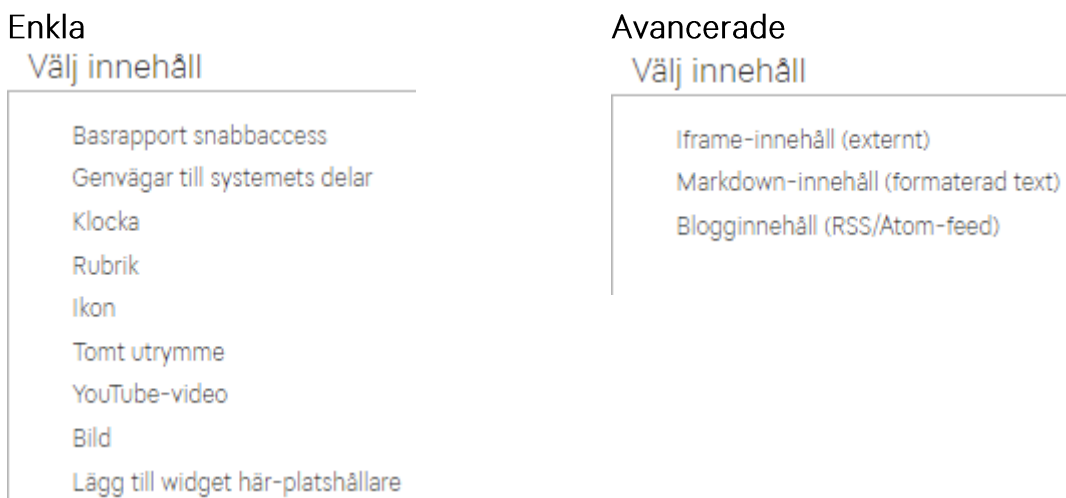 Enkla
Välj innehåll
Basrapport snabbaccess
Genvägar till systemets delar
Klocka
Rubrik
Ikon
Tomt utrymme
YouTube-video
Bild
Lägg till widget här-platshållare
Avancerade
Välj innehåll
Iframe-innehåll (externt)
Markdown-innehåll (formaterad text)
Blogginnehåll (RSS/Atom-feed)